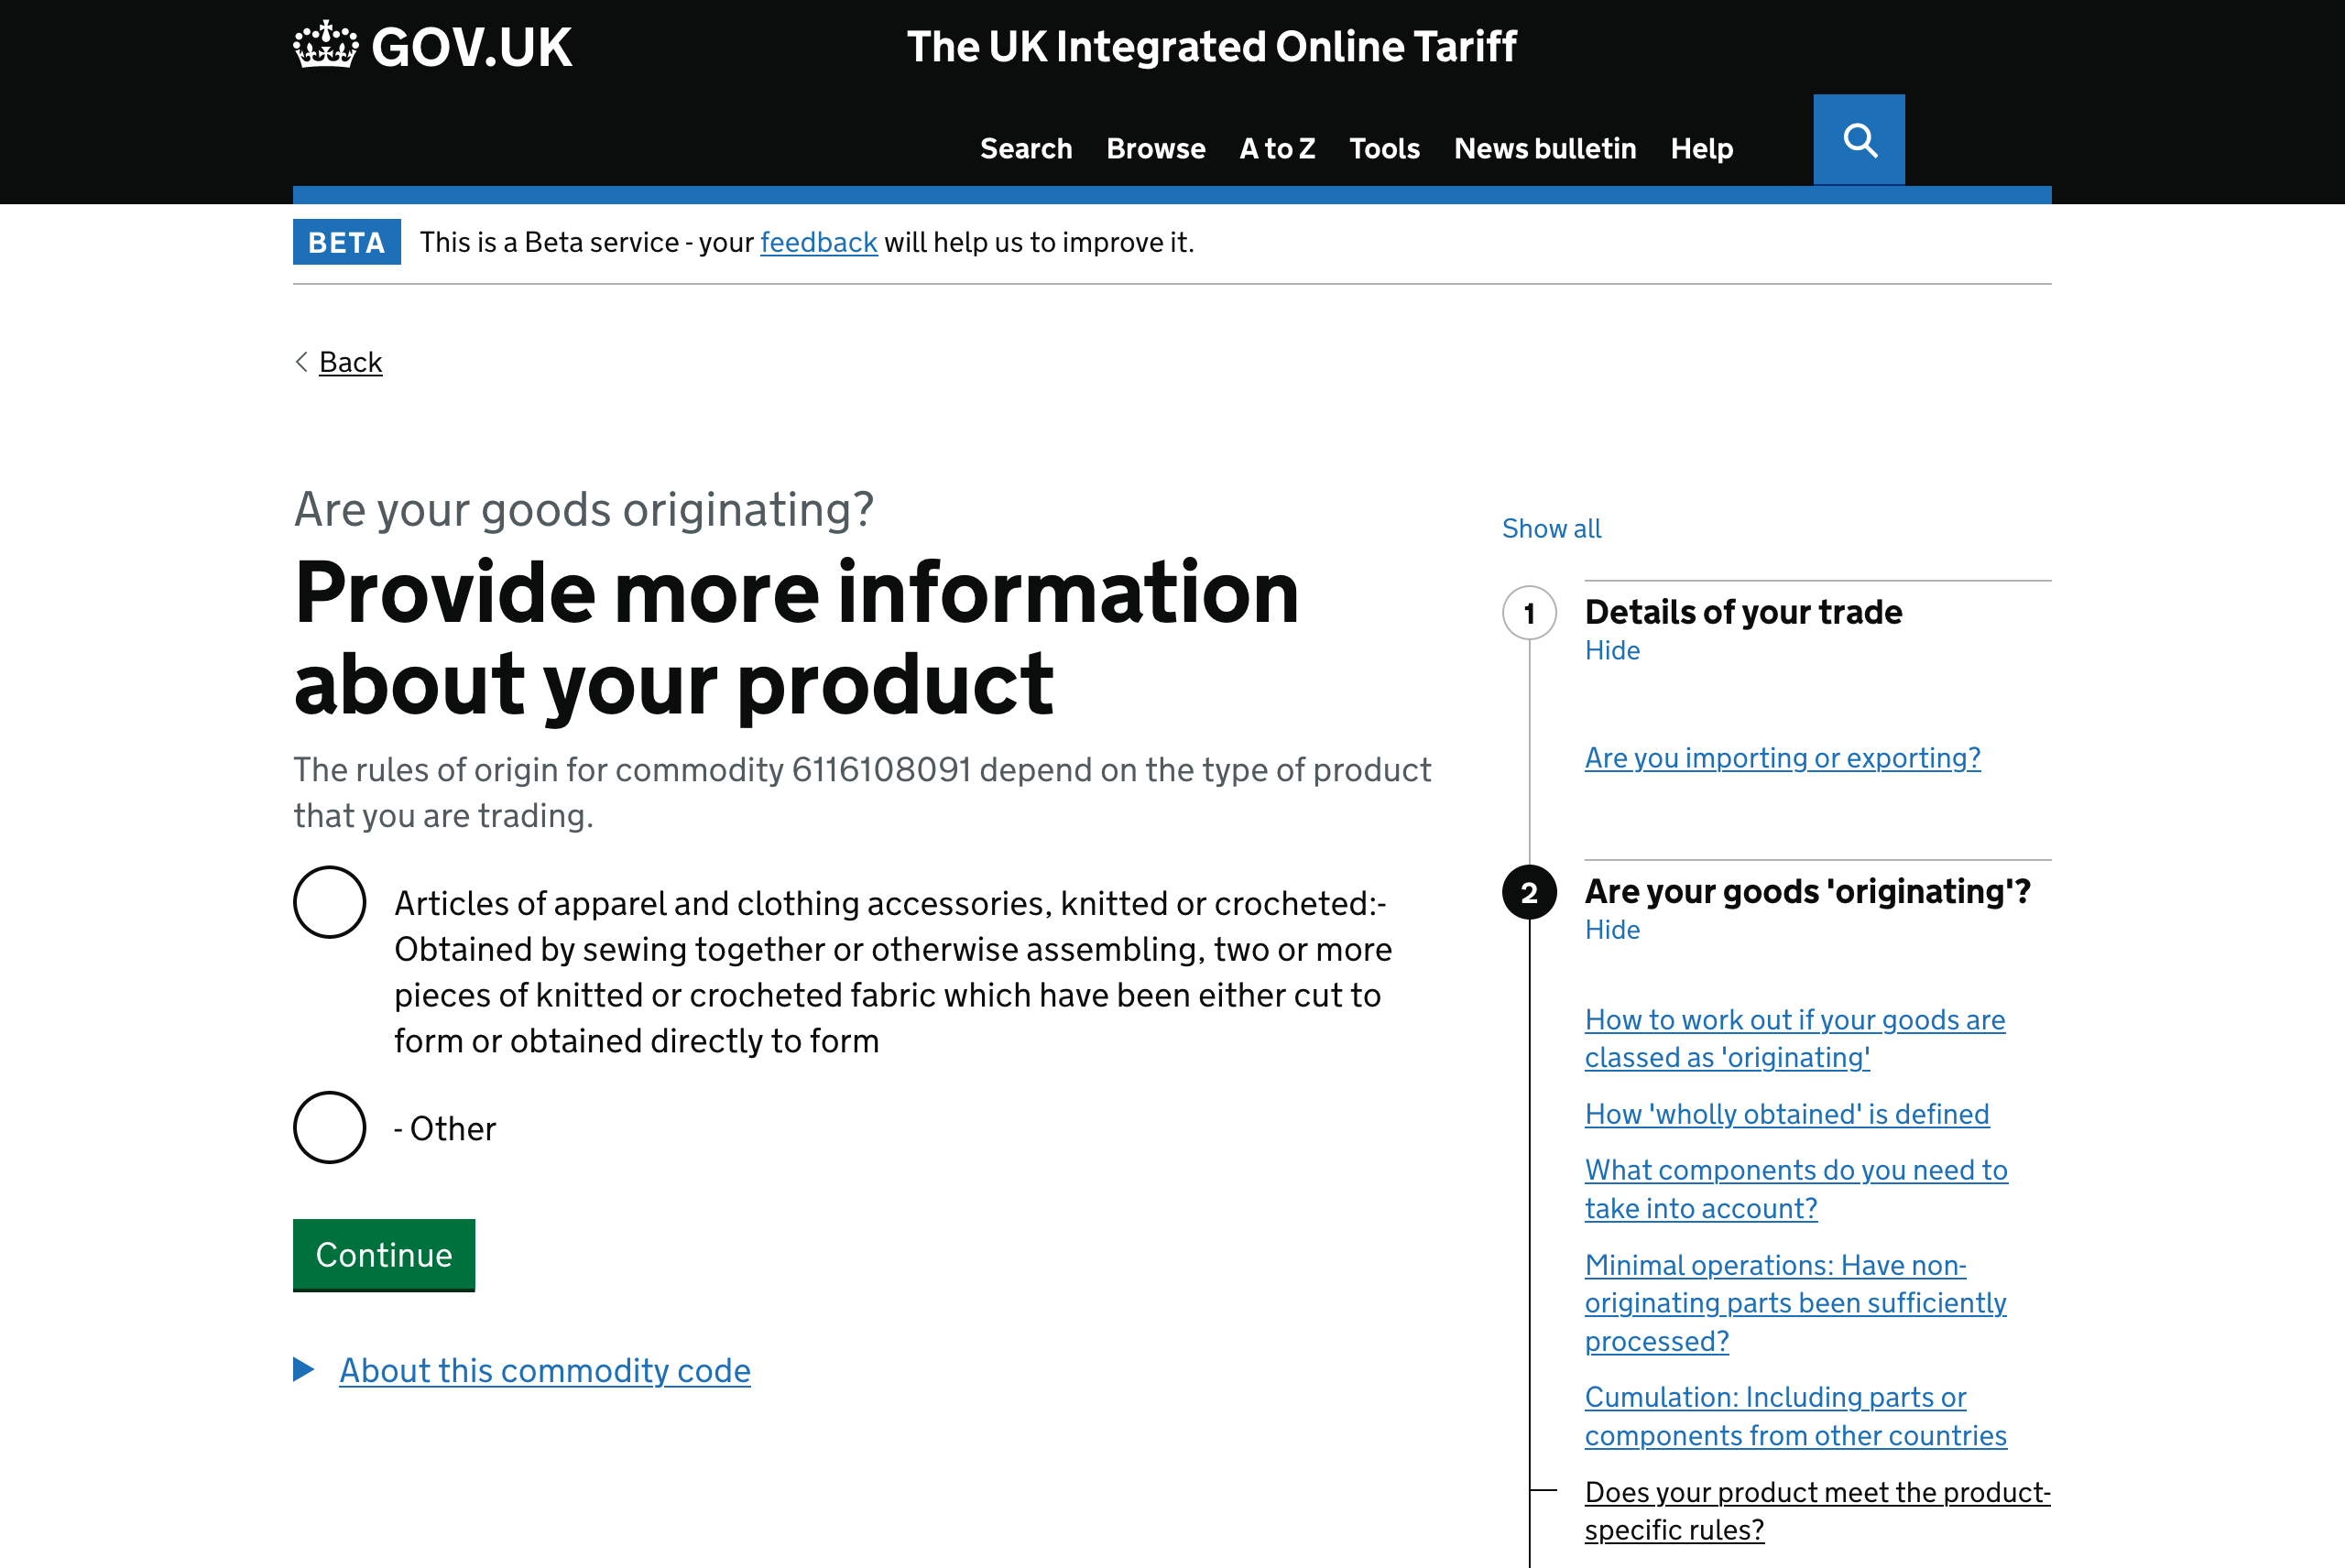 GOV.UK
The UK Integrated Online Tariff
Search Browse A to Z Tools News bulletin Help
BETA This is a Beta service - your feedback will help us to improve it.
Back
Are your goods originating?
Provide more information
about your product
The rules of origin for commodity 6116108091 depend on the type of product
that you are trading.
Articles of apparel and clothing accessories, knitted or crocheted:-
Obtained by sewing together or otherwise assembling, two or more
pieces of knitted or crocheted fabric which have been either cut to
form or obtained directly to form
- Other
Continue
About this commodity code
Show all
1 Details of your trade
Hide
Are you importing or exporting?
2 Are your goods 'originating'?
Hide
How to work out if your goods are
classed as 'originating'
How 'wholly obtained' is defined
What components do you need to
take into account?
Minimal operations: Have non-
originating parts been sufficiently
processed?
Cumulation: Including parts or
components from other countries
Does your product meet the product-
specific rules?